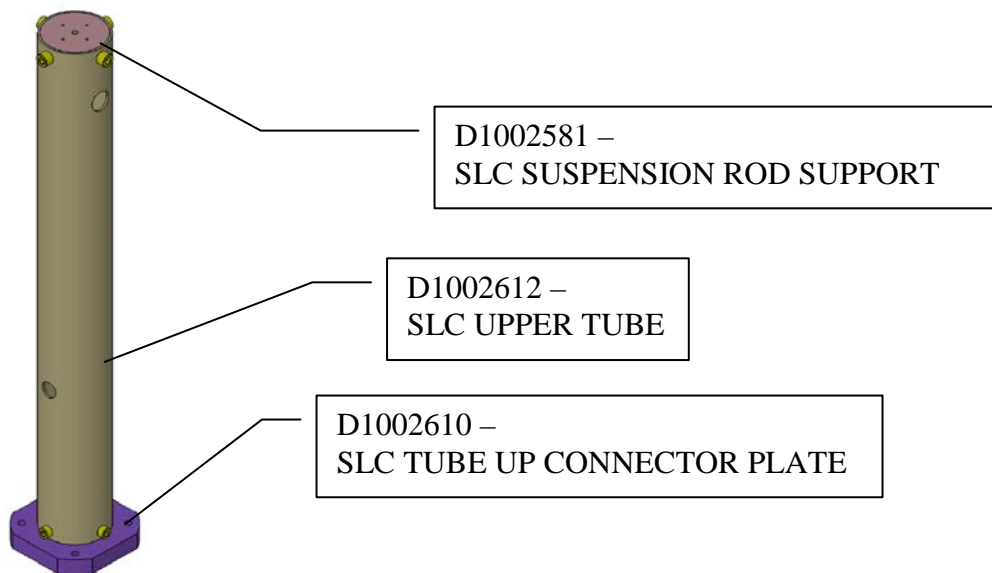 D1002581 –
SLC SUSPENSION ROD SUPPORT
D1002612 –
SLC UPPER TUBE
D1002610 –
SLC TUBE UP CONNECTOR PLATE